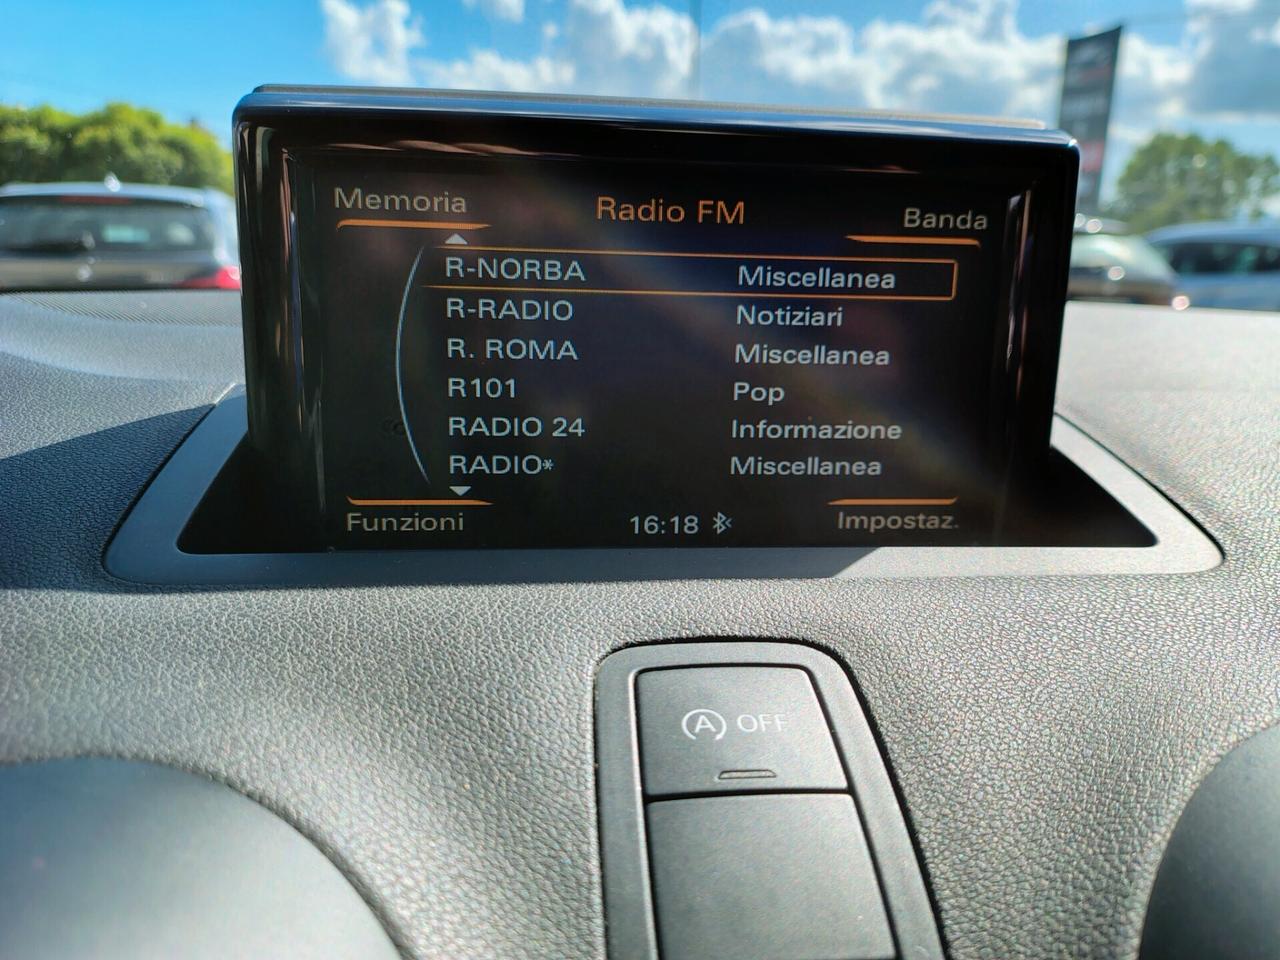 Memoria Radio FM Banda
R-NORBA Miscellanea
R-RADIO Notiziari
R. ROMA Miscellanea
R101 Pop
RADIO 24 Informazione
RADIO* Miscellanea
Funzioni 16:18 Impostaz.
A OFF